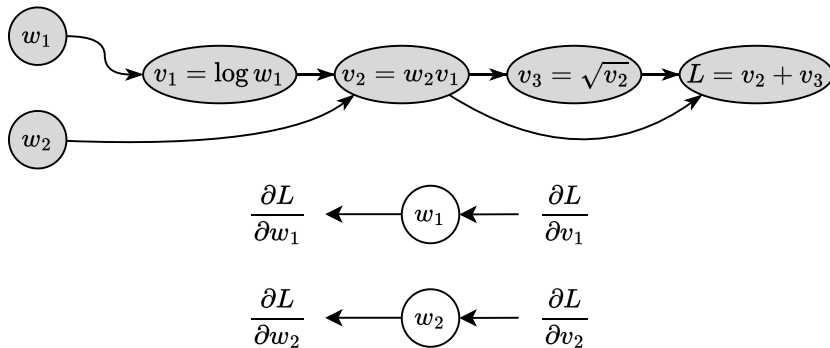 w₁
v₁ = log w₁
v₂ = w₂v₁
v₃ = √v₂
L = v₂ + v₃
w₂
∂L/∂w₁ w₁ ∂L/∂v₁
∂L/∂w₂ w₂ ∂L/∂v₂